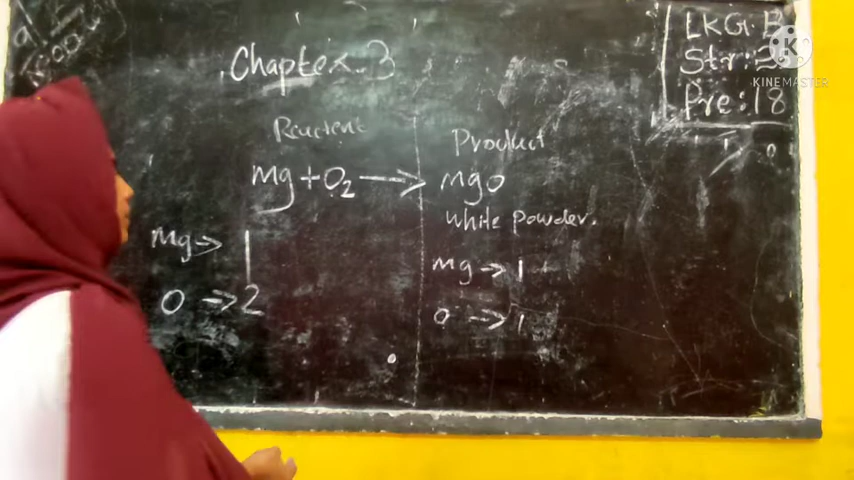 LKG B
Str:
KINEMASTER
Pre:18
Chapter.3
Reactent
Product
Mg+O2→
MgO
White powder.
Mg→ 1
O→2
Mg→1
O→1